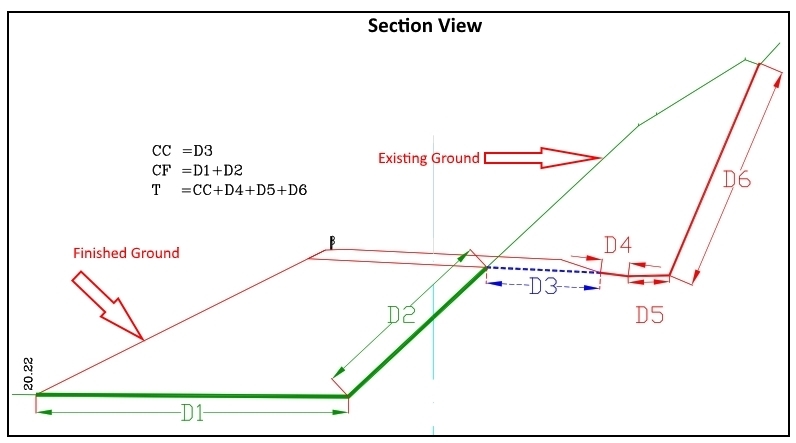 Section View
CC =D3
CF =D1+D2
T =CC+D4+D5+D6
Existing Ground
Finished Ground
D6
D4
D3
D5
D2
20.22
D1